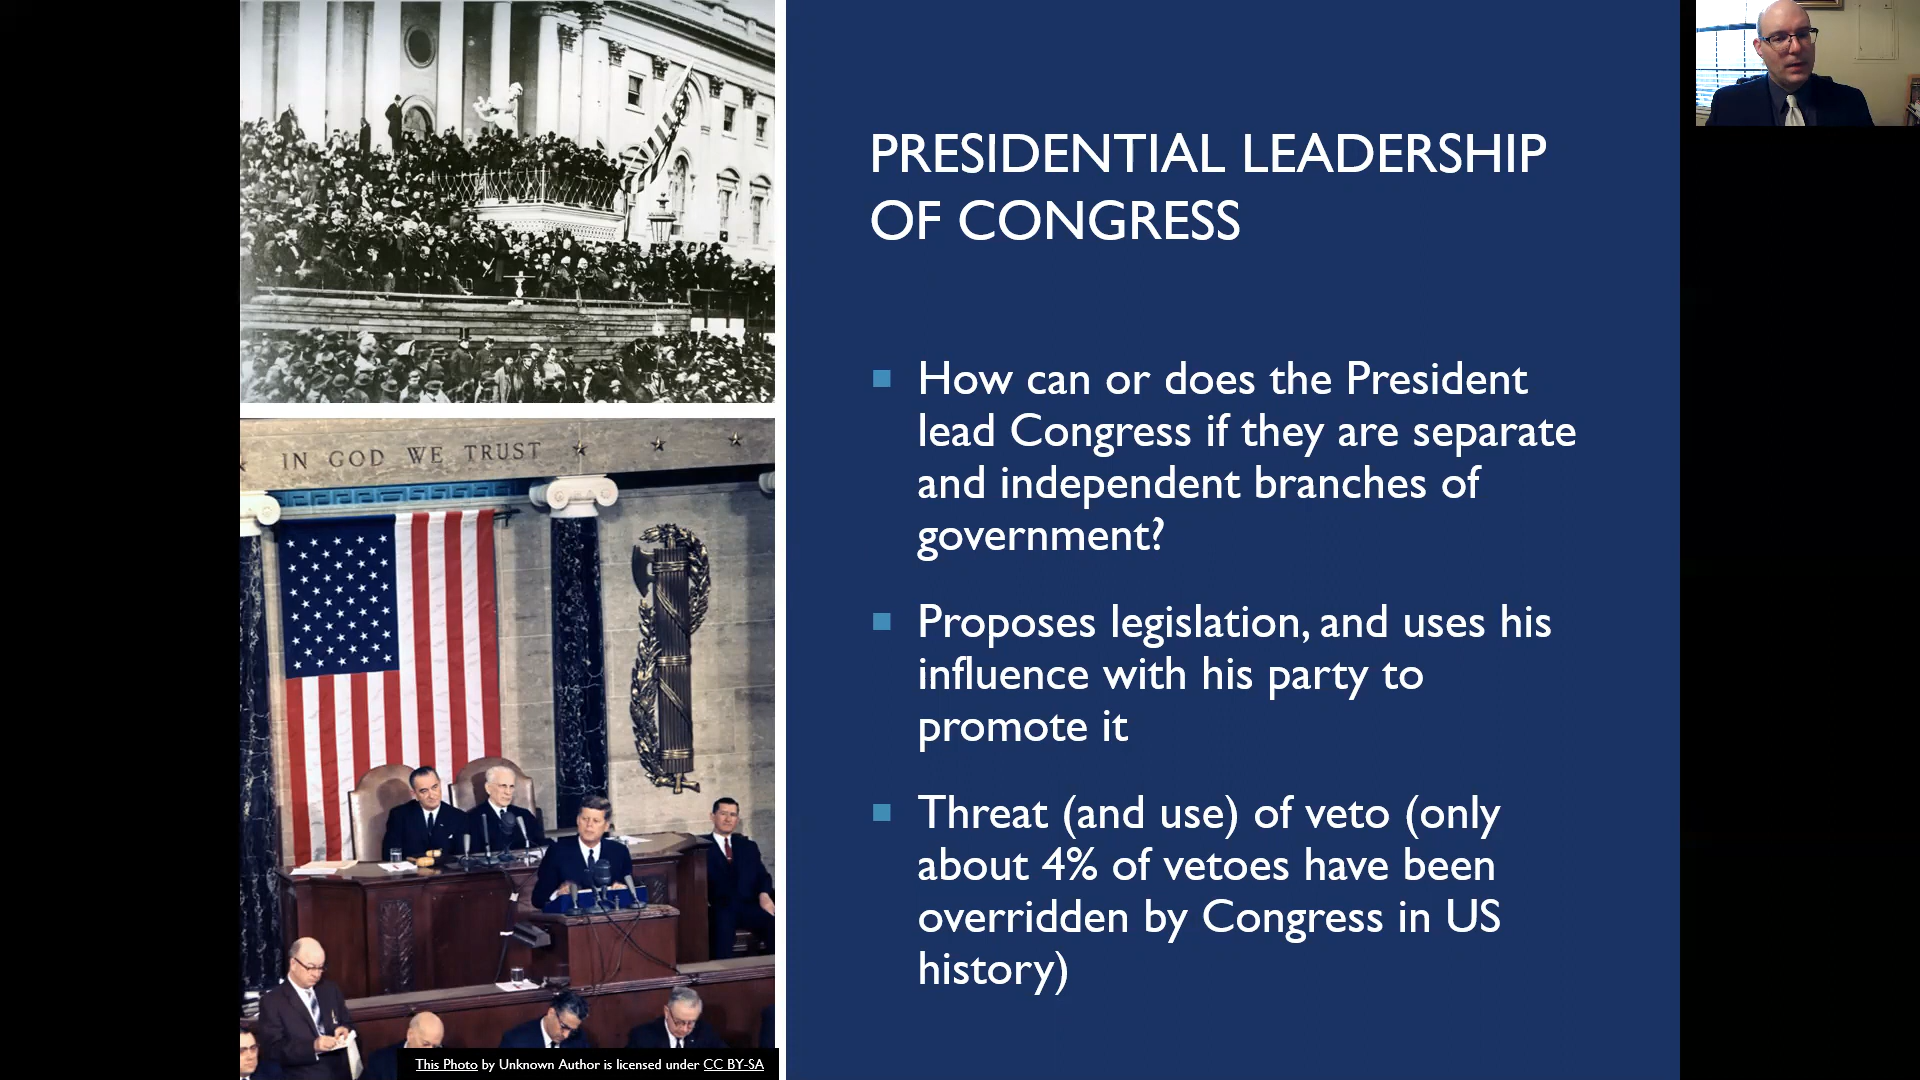 PRESIDENTIAL LEADERSHIP
OF CONGRESS
How can or does the President
lead Congress if they are separate
and independent branches of
government?
Proposes legislation, and uses his
influence with his party to
promote it
Threat (and use) of veto (only
about 4% of vetoes have been
overridden by Congress in US
history)
IN GOD WE TRUST
This Photo by Unknown Author is licensed under CC BY-SA